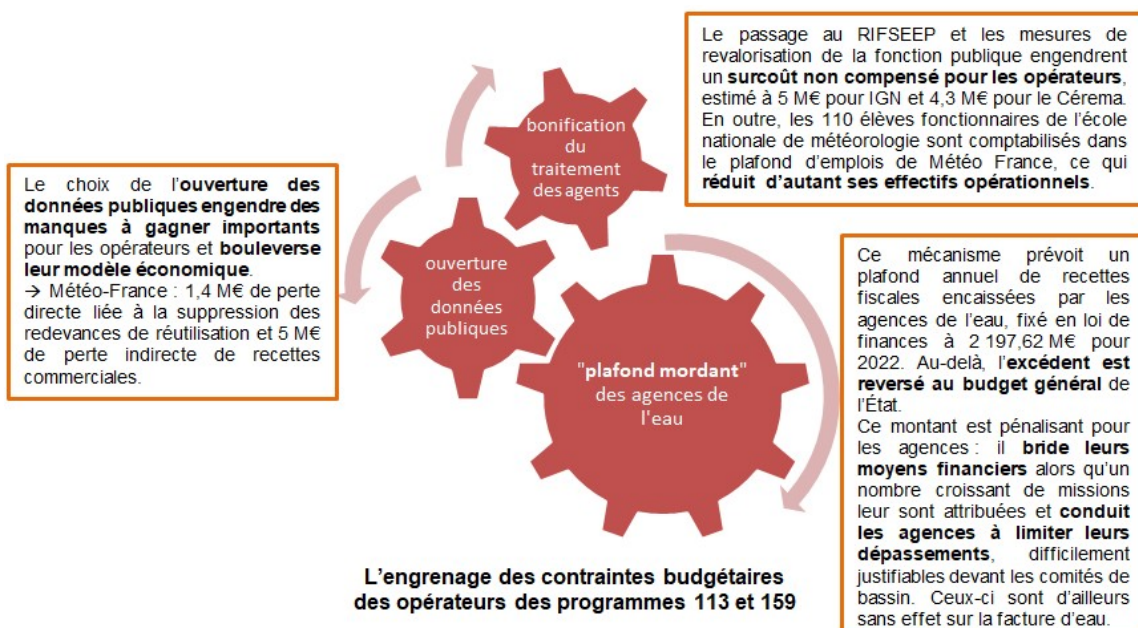 Le passage au RIFSEEP et les mesures de
revalorisation de la fonction publique engendrent
un surcoût non compensé pour les opérateurs,
estimé à 5 M€ pour IGN et 4,3 M€ pour le Cérema.
En outre, les 110 élèves fonctionnaires de l'école
nationale de météorologie sont comptabilisés dans
le plafond d'emplois de Météo France, ce qui
réduit d'autant ses effectifs opérationnels.
bonification
du
traitement
des agents
Le choix de l'ouverture des
données publiques engendre des
manques à gagner importants
pour les opérateurs et bouleverse
leur modèle économique.
→ Météo-France : 1,4 M€ de perte
directe liée à la suppression des
redevances de réutilisation et 5 M€
de perte indirecte de recettes
commerciales.
ouverture
des
données
publiques
"plafond mordant"
des agences de
l'eau
Ce mécanisme prévoit un
plafond annuel de recettes
fiscales encaissées par les
agences de l'eau, fixé en loi de
finances à 2 197,62 M€ pour
2022. Au-delà, l'excédent est
reversé au budget général de
l'État.
Ce montant est pénalisant pour
les agences : il bride leurs
moyens financiers alors qu'un
nombre croissant de missions
leur sont attribuées et conduit
les agences à limiter leurs
dépassements, difficilement
justifiables devant les comités de
bassin. Ceux-ci sont d'ailleurs
sans effet sur la facture d'eau.
L'engrenage des contraintes budgétaires
des opérateurs des programmes 113 et 159